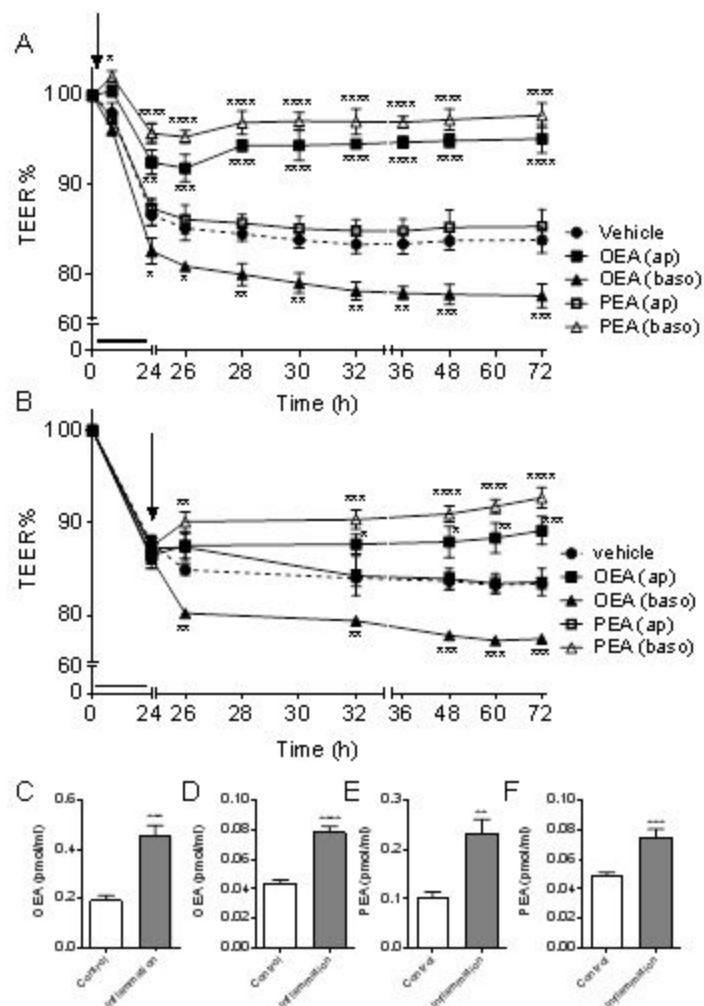 A
100
90
80
60
0
TEER%
*
**** **** **** **** **** **** **** ****
** *** **** **** **** **** **** ****
* * ** ** ** ** *** ***
0 24 26 28 30 32 36 48 60 72
Time (h)
Vehicle
OEA (ap)
OEA (baso)
PEA (ap)
PEA (baso)
B
100
90
80
60
0
TEER%
** *** **** **** ****
* * ** ***
** ** *** *** ***
0 24 26 28 30 32 36 48 60 72
Time (h)
vehicle
OEA (ap)
OEA (baso)
PEA (ap)
PEA (baso)
C
0.6
0.4
0.2
0.0
OEA (pmol/ml)
Control
Inflammation
D
0.10
0.08
0.06
0.04
0.02
0.00
OEA (pmol/ml)
****
Control
Inflammation
E
0.3
0.2
0.1
0.0
PEA (pmol/ml)
**
Control
Inflammation
F
0.10
0.08
0.06
0.04
0.02
0.00
PEA (pmol/ml)
Control
Inflammation